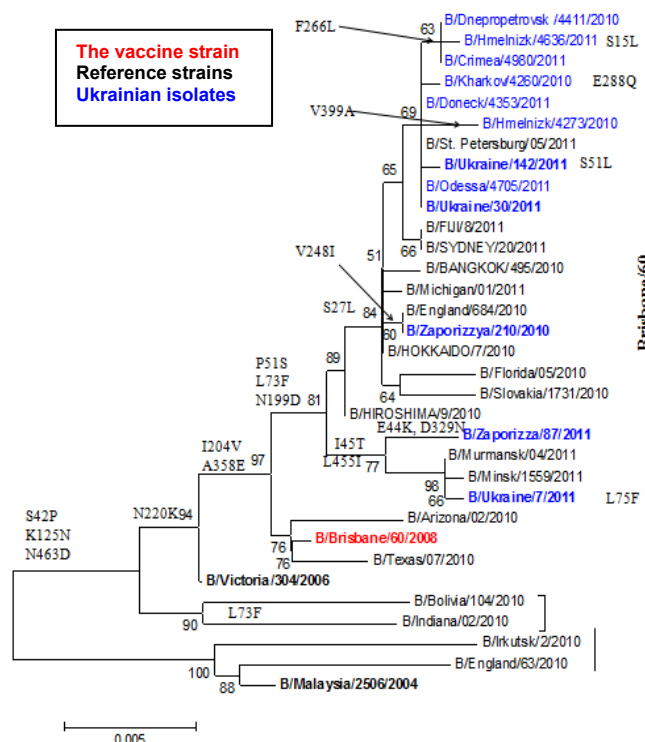 The vaccine strain
Reference strains
Ukrainian isolates
F266L
63
B/Dnepropetrovsk /4411/2010
B/Hmelnizk/4636/2011 S15L
B/Crimea/4980/2011
B/Kharkov/4260/2010 E288Q
69
B/Doneck/4353/2011
V399A
B/Hmelnizk/4273/2010
B/St. Petersburg/05/2011
65
B/Ukraine/142/2011 S51L
B/Odessa/4705/2011
B/Ukraine/30/2011
B/FIJI/8/2011
66
B/SYDNEY/20/2011
V248I
51
B/BANGKOK/495/2010
B/Michigan/01/2011
S27L
84
B/England/684/2010
60
B/Zaporizzya/210/2010
B/HOKKAIDO/7/2010
Brisbane/60
P51S
L73F
N199D
89
B/Florida/05/2010
64
B/Slovakia/1731/2010
81
B/HIROSHIMA/9/2010
E44K, D329N
I45T
L455I
77
B/Zaporizza/87/2011
B/Murmansk/04/2011
98
B/Minsk/1559/2011
66
B/Ukraine/7/2011 L75F
I204V
A358E
97
S42P
K125N
N463D
N220K
94
B/Arizona/02/2010
76
B/Brisbane/60/2008
76
B/Texas/07/2010
B/Victoria/304/2006
B/Bolivia/104/2010
90
L73F
B/Indiana/02/2010
B/Irkutsk/2/2010
100
B/England/63/2010
88
B/Malaysia/2506/2004
0.005